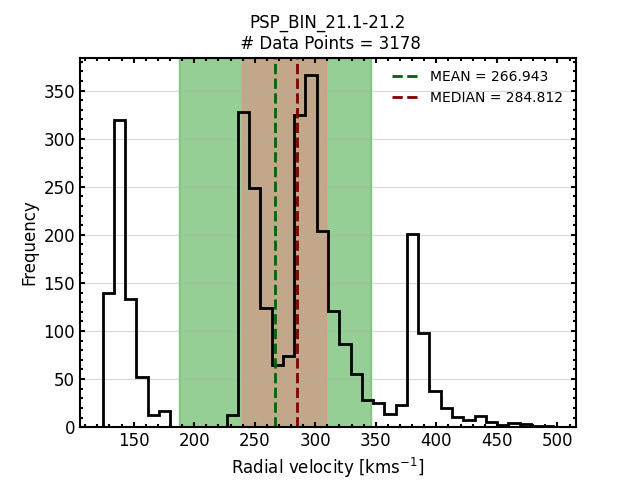 PSP_BIN_21.1-21.2
# Data Points = 3178
MEAN = 266.943
MEDIAN = 284.812
Frequency
350
300
250
200
150
100
50
0
150 200 250 300 350 400 450 500
Radial velocity [kms⁻¹]